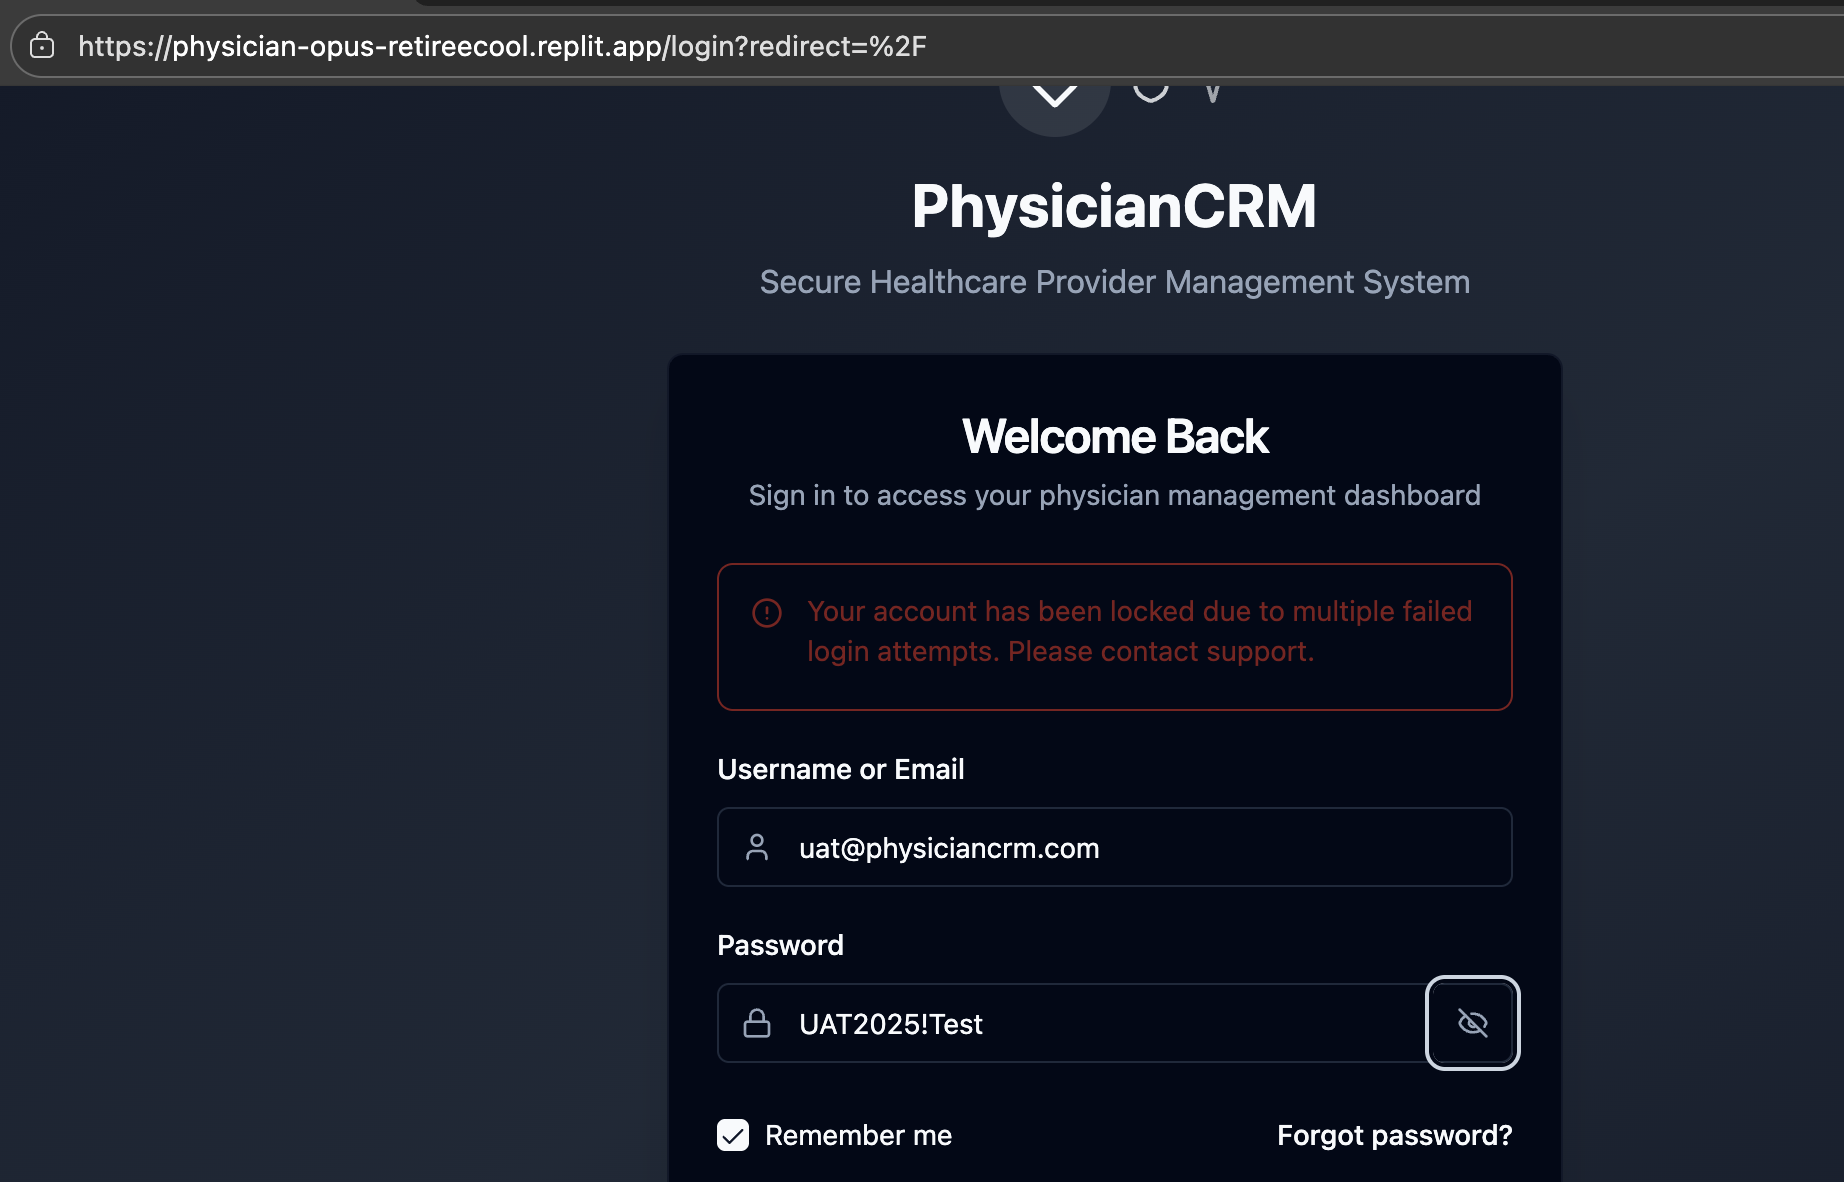 https://physician-opus-retireecool.replit.app/login?redirect=%2F
PhysicianCRM
Secure Healthcare Provider Management System
Welcome Back
Sign in to access your physician management dashboard
Your account has been locked due to multiple failed
login attempts. Please contact support.
Username or Email
uat@physiciancrm.com
Password
UAT2025!Test
Remember me
Forgot password?